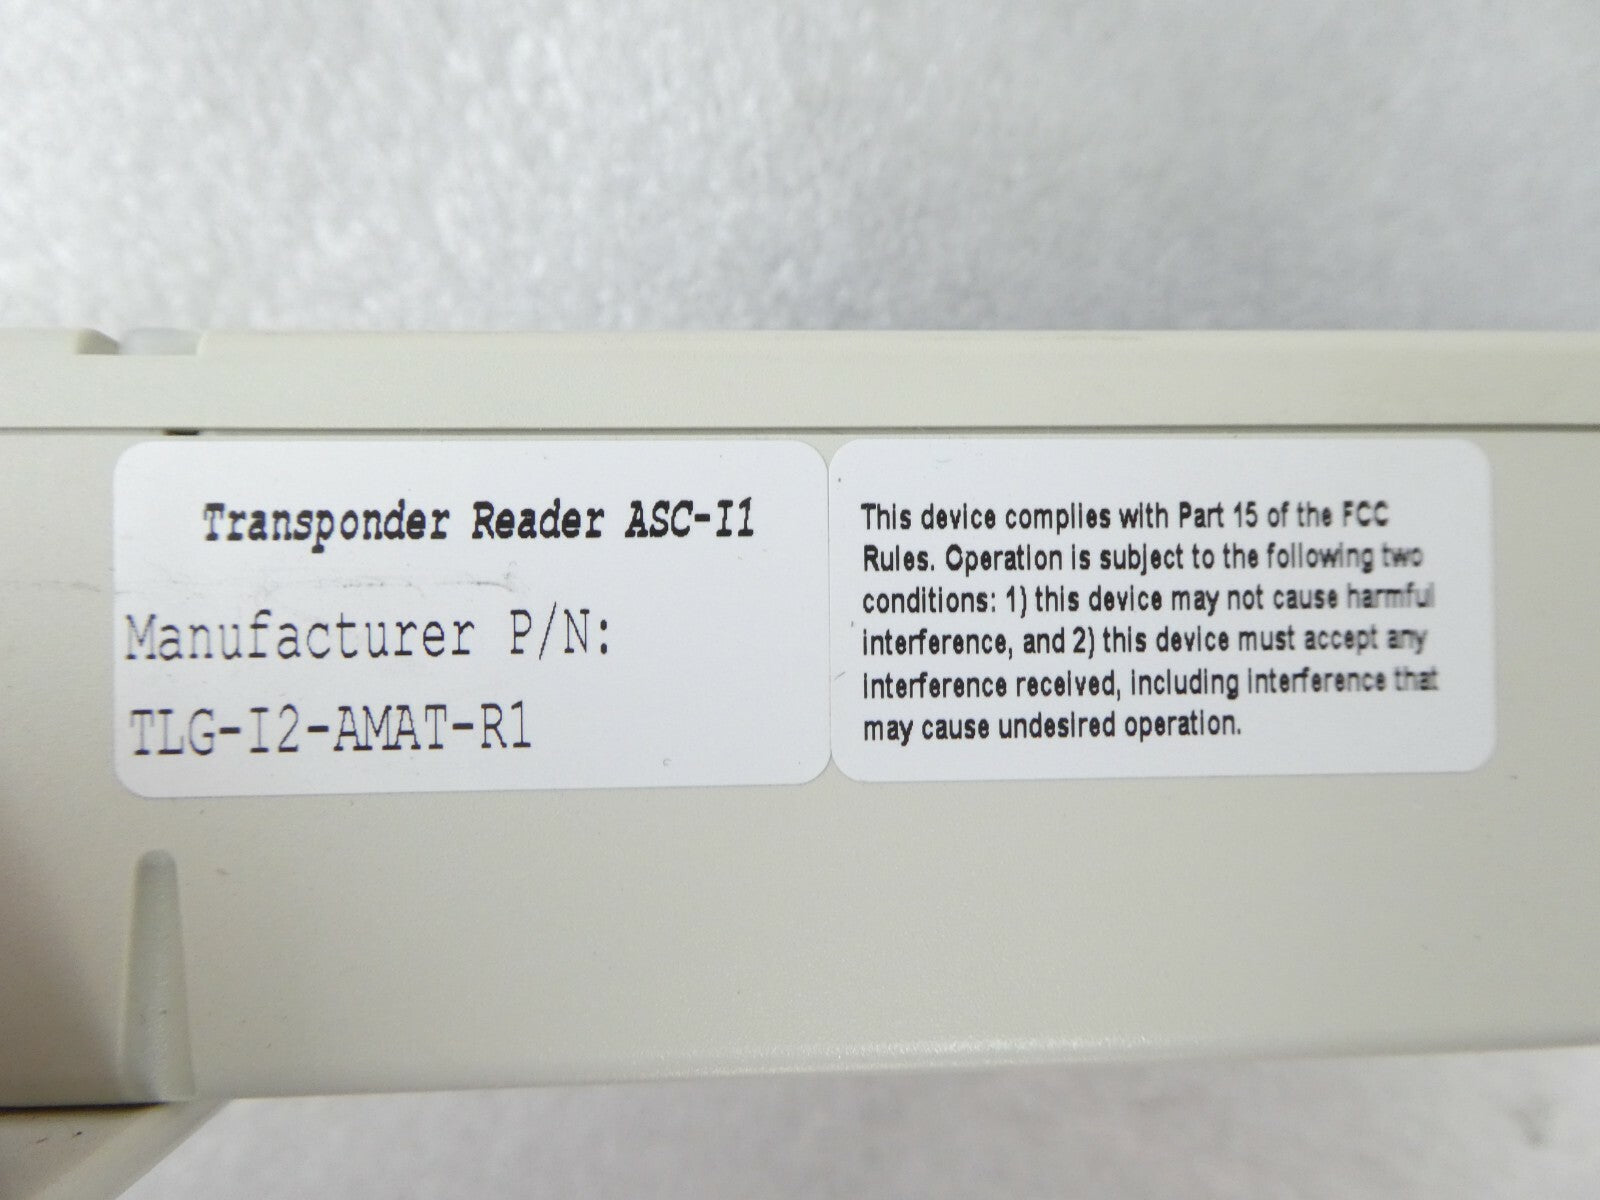 Transponder Reader ASC-I1
Manufacturer P/N:
TLG-I2-AMAT-R1
This device complies with Part 15 of the FCC
Rules. Operation is subject to the following two
conditions: 1) this device may not cause harmful
interference, and 2) this device must accept any
interference received, including interference that
may cause undesired operation.